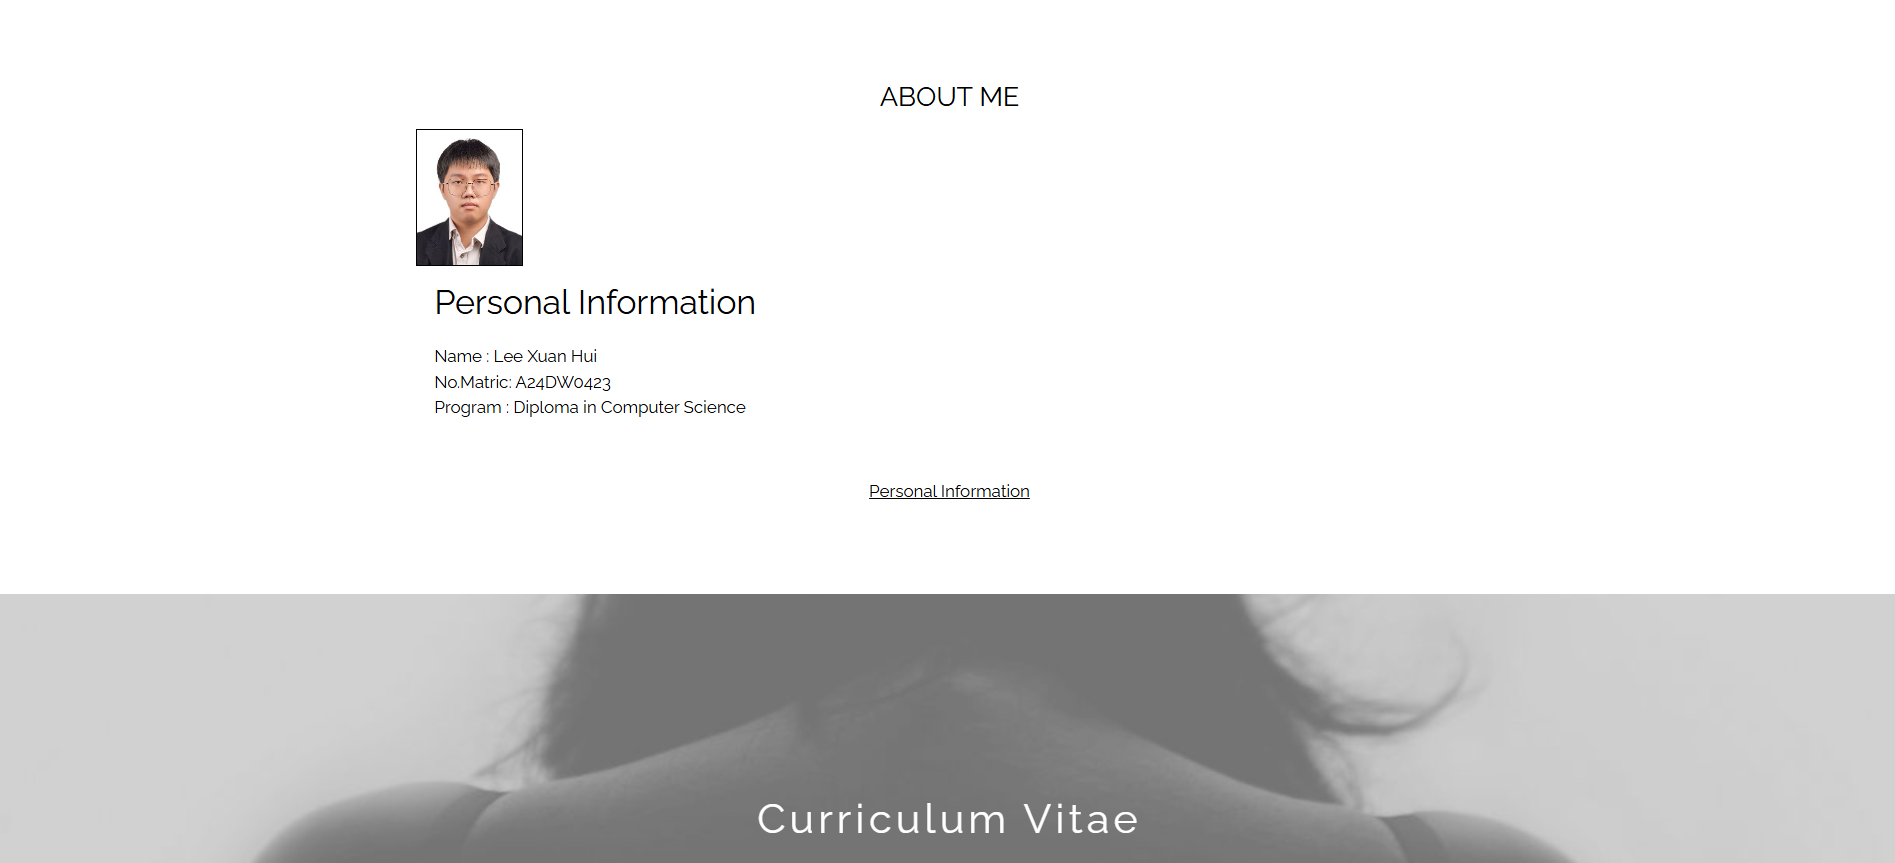 ABOUT ME
Personal Information
Name : Lee Xuan Hui
No.Matric: A24DW0423
Program : Diploma in Computer Science
Personal Information
Curriculum Vitae